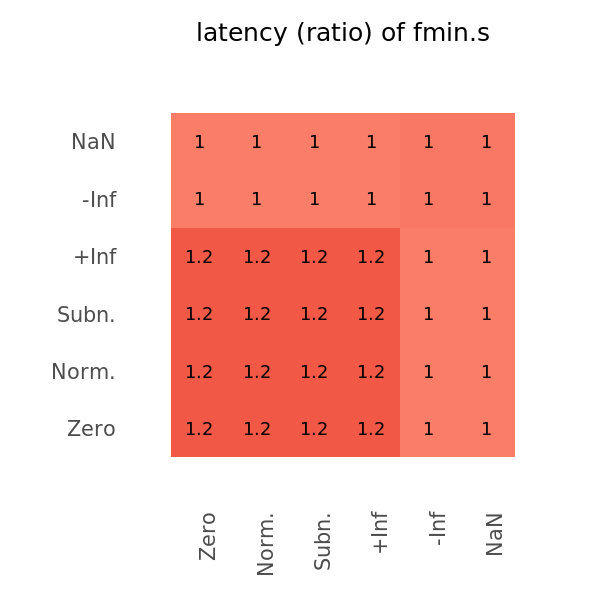 latency (ratio) of fmin.s
NaN 1 1 1 1 1 1
-Inf 1 1 1 1 1 1
+Inf 1.2 1.2 1.2 1.2 1 1
Subn. 1.2 1.2 1.2 1.2 1 1
Norm. 1.2 1.2 1.2 1.2 1 1
Zero 1.2 1.2 1.2 1.2 1 1
Zero Norm. Subn. +Inf -Inf NaN